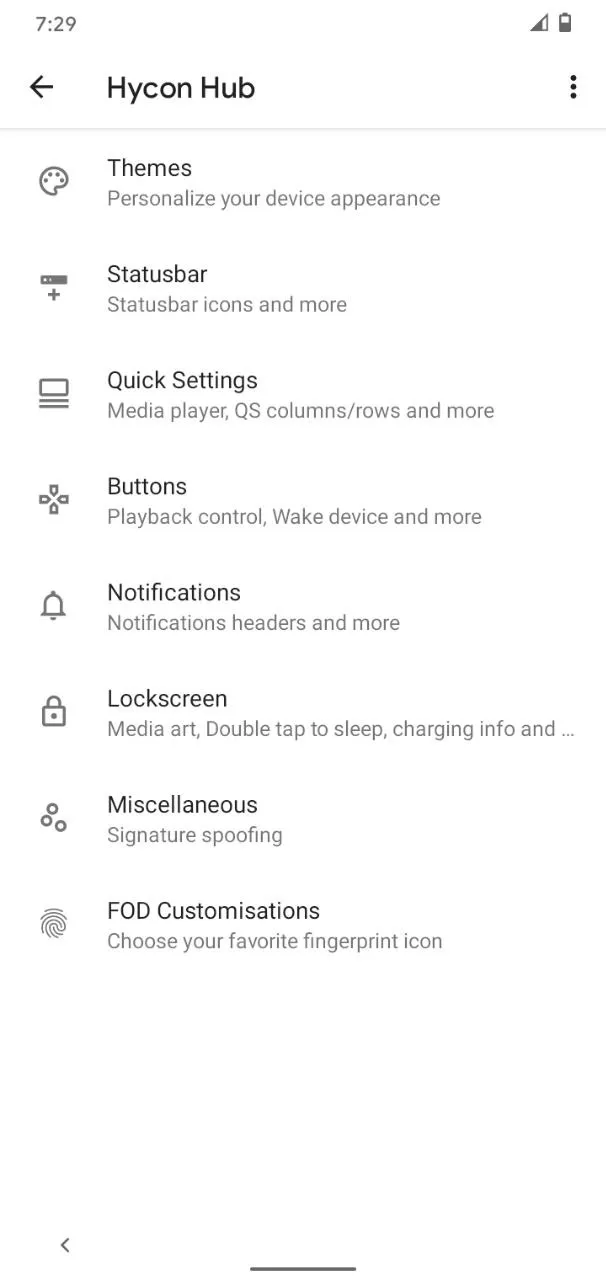 7:29
Hycon Hub
Themes
Personalize your device appearance
Statusbar
Statusbar icons and more
Quick Settings
Media player, QS columns/rows and more
Buttons
Playback control, Wake device and more
Notifications
Notifications headers and more
Lockscreen
Media art, Double tap to sleep, charging info and ...
Miscellaneous
Signature spoofing
FOD Customisations
Choose your favorite fingerprint icon